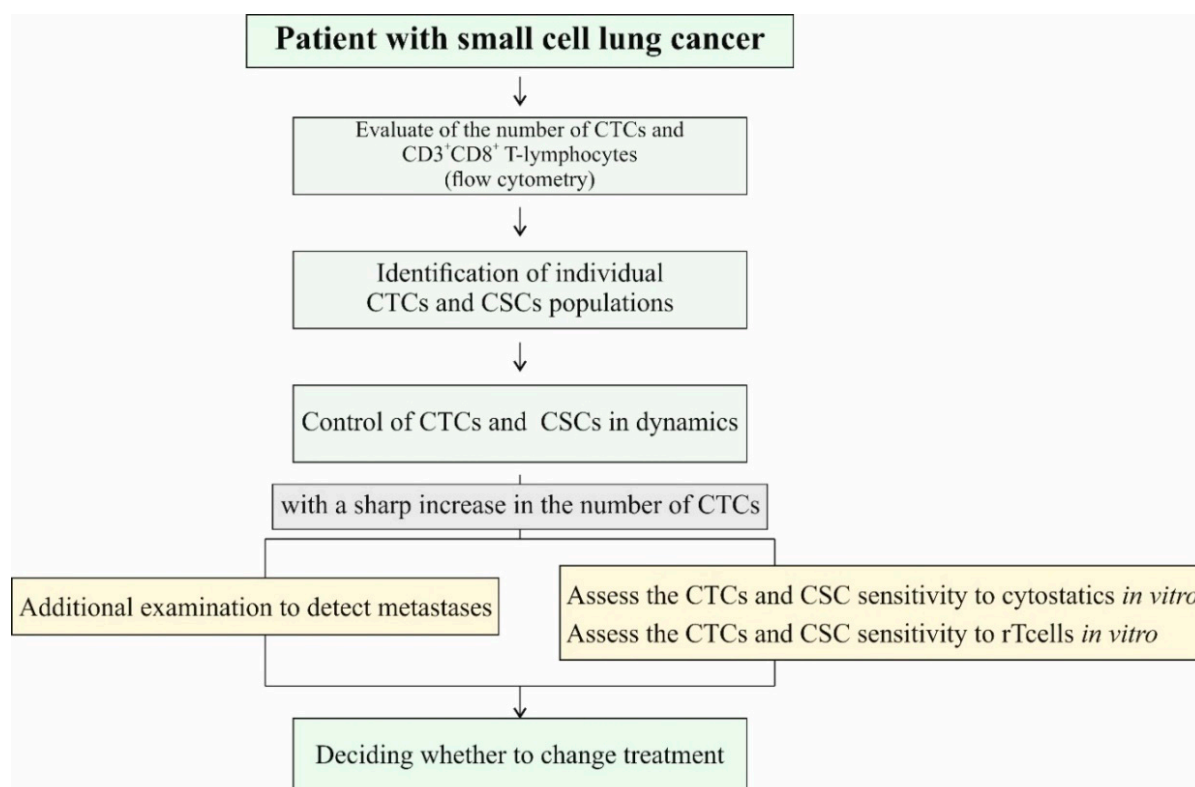 Patient with small cell lung cancer
Evaluate of the number of CTCs and
CD3⁺CD8⁺ T-lymphocytes
(flow cytometry)
Identification of individual
CTCs and CSCs populations
Control of CTCs and CSCs in dynamics
with a sharp increase in the number of CTCs
Additional examination to detect metastases
Assess the CTCs and CSC sensitivity to cytostatics in vitro
Assess the CTCs and CSC sensitivity to rTcells in vitro
Deciding whether to change treatment